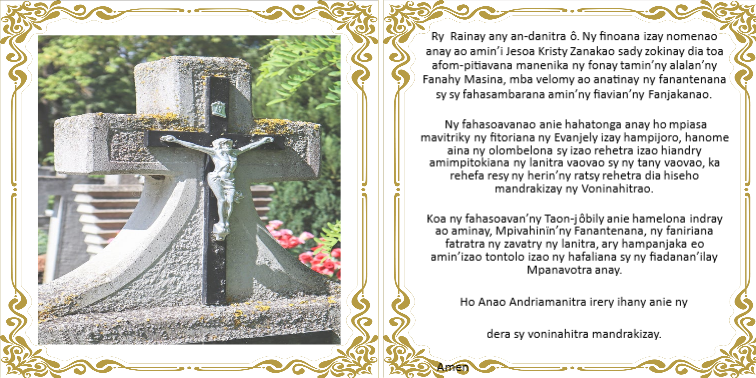 Ry Rainay any an-danitra ô. Ny finoana izay nomenao
anay ao amin’i Jesoa Kristy Zanakao sady zokinay dia toa
afom-pitiavana manenika ny fonay tamin’ny alalan’ny
Fanahy Masina, mba velomy ao anatinay ny fanantenana
sy sy fahasambarana amin’ny fiavian’ny Fanjakanao.
Ny fahasoavanao anie hahatonga anay ho mpiasa
mavitriky ny fitoriana ny Evanjely izay hampijoro, hanome
aina ny olombelona sy izao rehetra izao hiandry
amimpitokiana ny lanitra vaovao sy ny tany vaovao, ka
rehefa resy ny herin’ny ratsy rehetra dia hiseho
mandrakizay ny Voninahitrao.
Koa ny fahasoavan’ny Taon-jôbily anie hamelona indray
ao aminay, Mpivahinin’ny Fanantenana, ny faniriana
fatratra ny zavatry ny lanitra, ary hampanjaka eo
amin’izao tontolo izao ny hafaliana sy ny fiadanan’ilay
Mpanavotra anay.
Ho Anao Andriamanitra irery ihany anie ny
dera sy voninahitra mandrakizay.
Amen